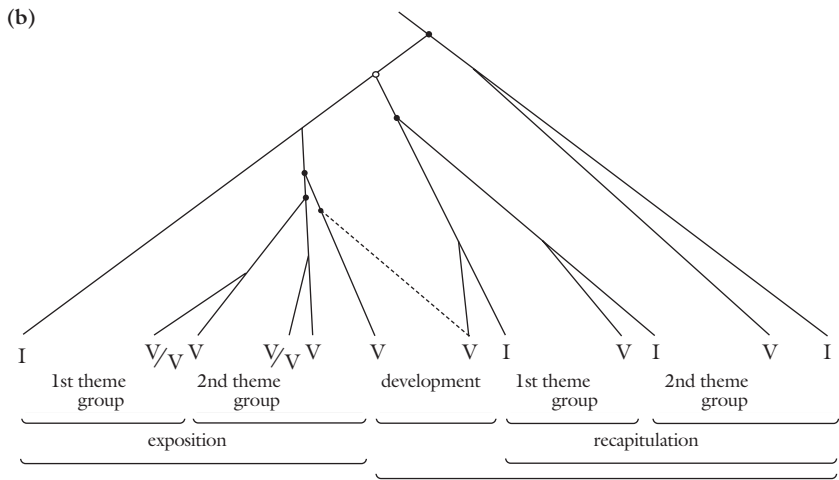 (b)
I V/V V V/V V V V I V I V I
1st theme group 2nd theme group development 1st theme group 2nd theme group
exposition recapitulation